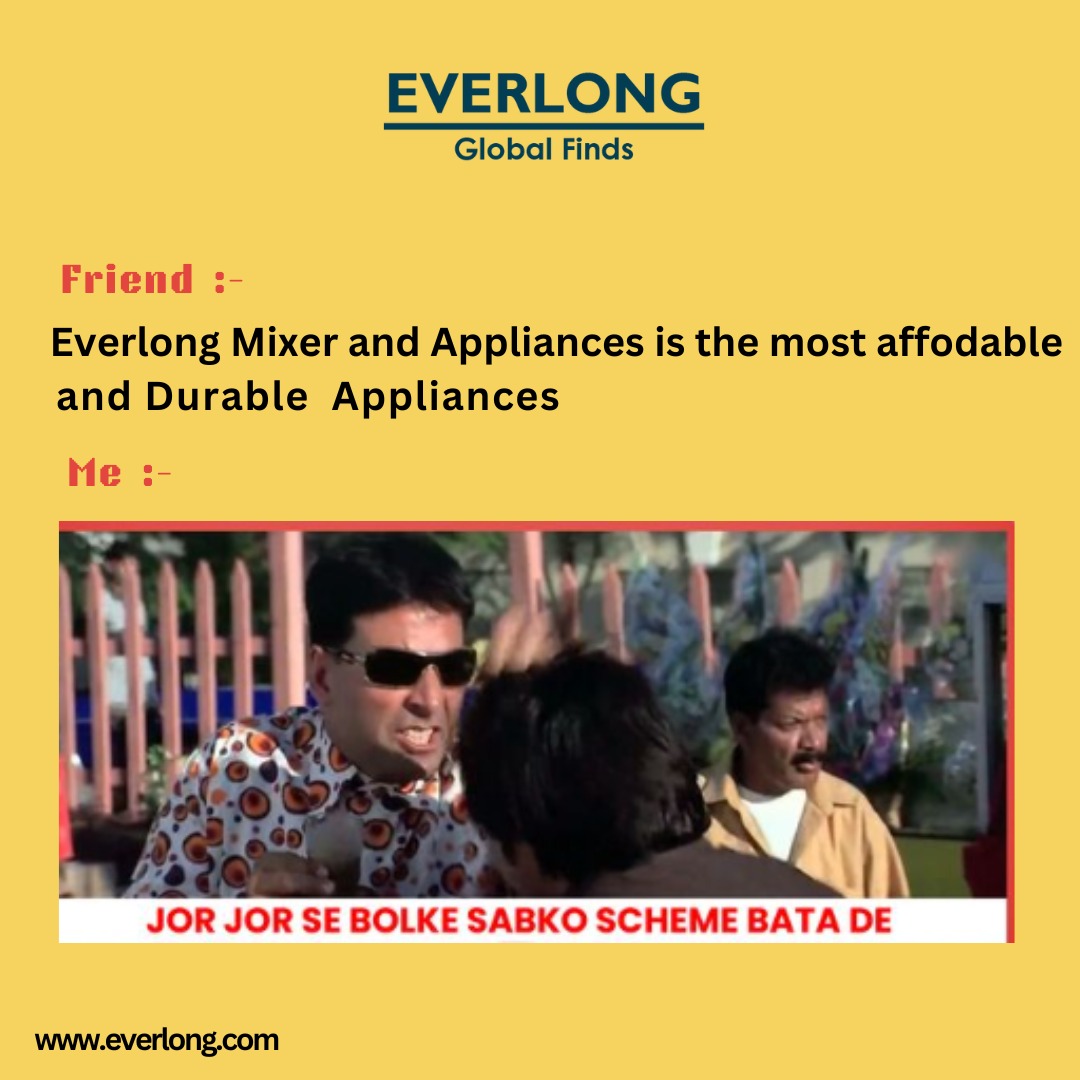 EVERLONG
Global Finds
Friend :-
Everlong Mixer and Appliances is the most affodable
and Durable Appliances
Me :-
JOR JOR SE BOLKE SABKO SCHEME BATA DE
www.everlong.com